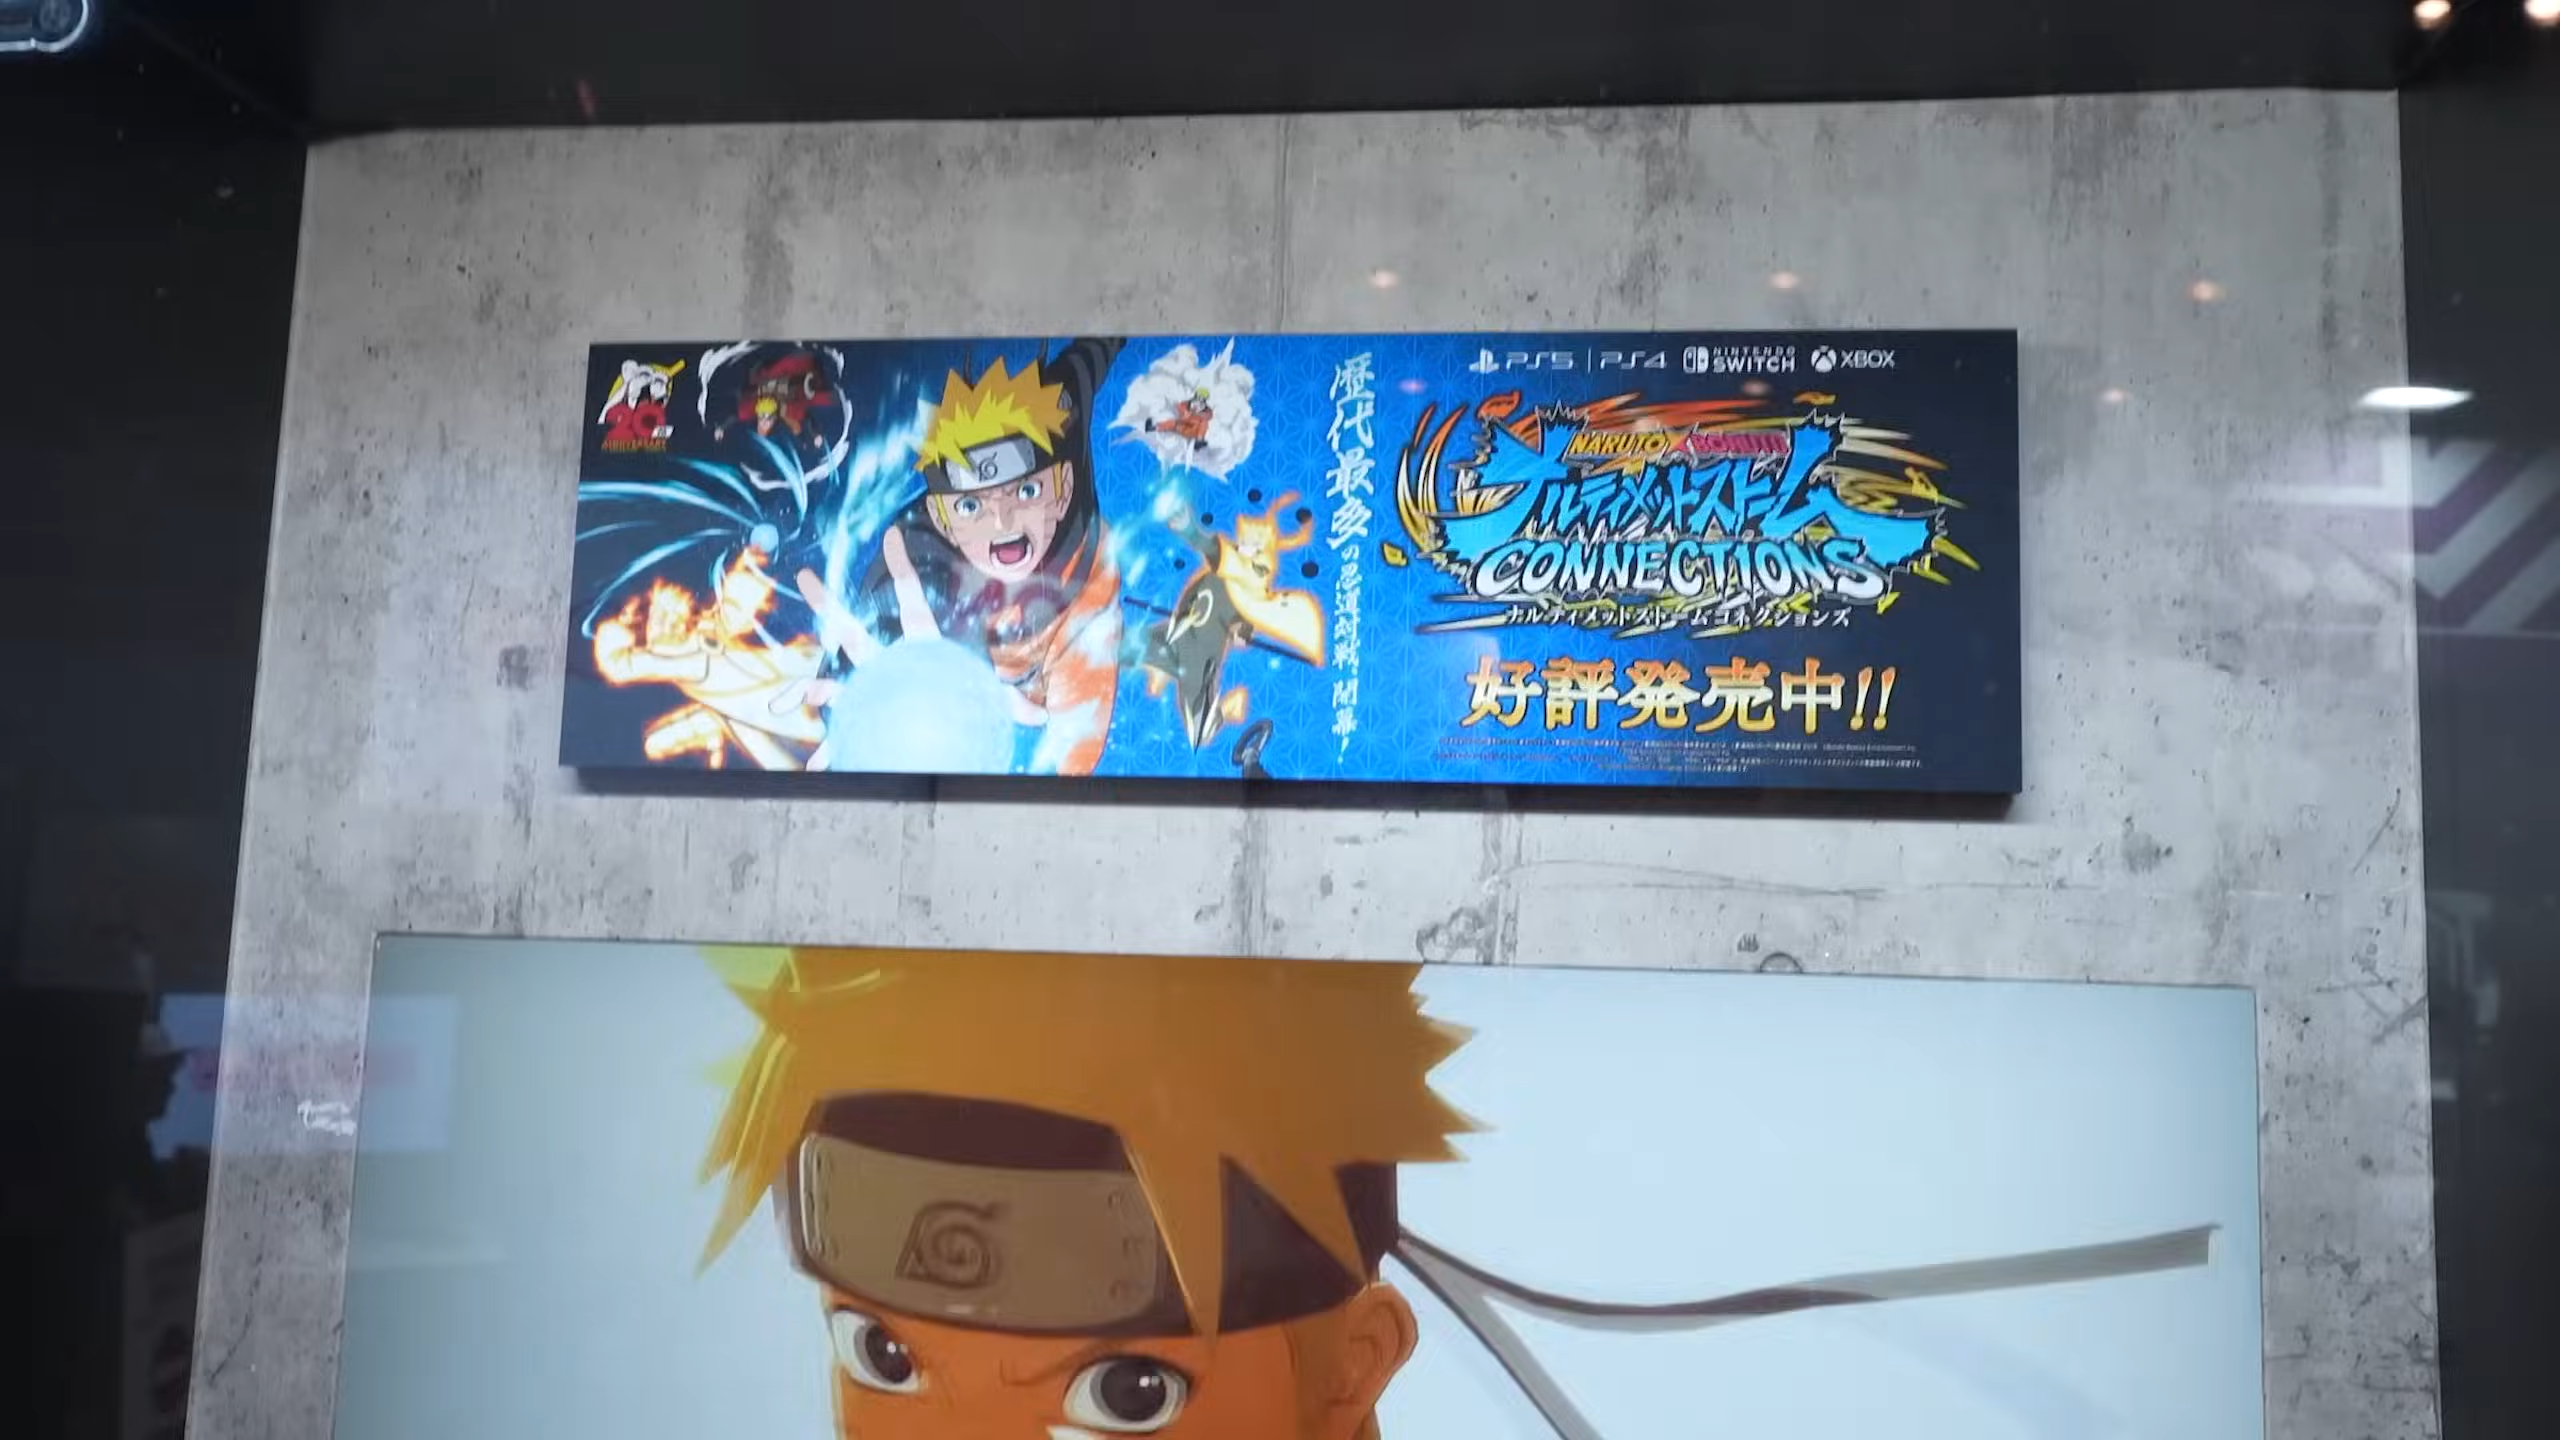 20th
ANNIVERSARY
歴代最多の忍道対戦、開幕！
PS5 | PS4 NINTENDO SWITCH XBOX
NARUTO X BORUTO
ナルティメットストーム
CONNECTIONS
ナルティメットストームコネクションズ
好評発売中!!